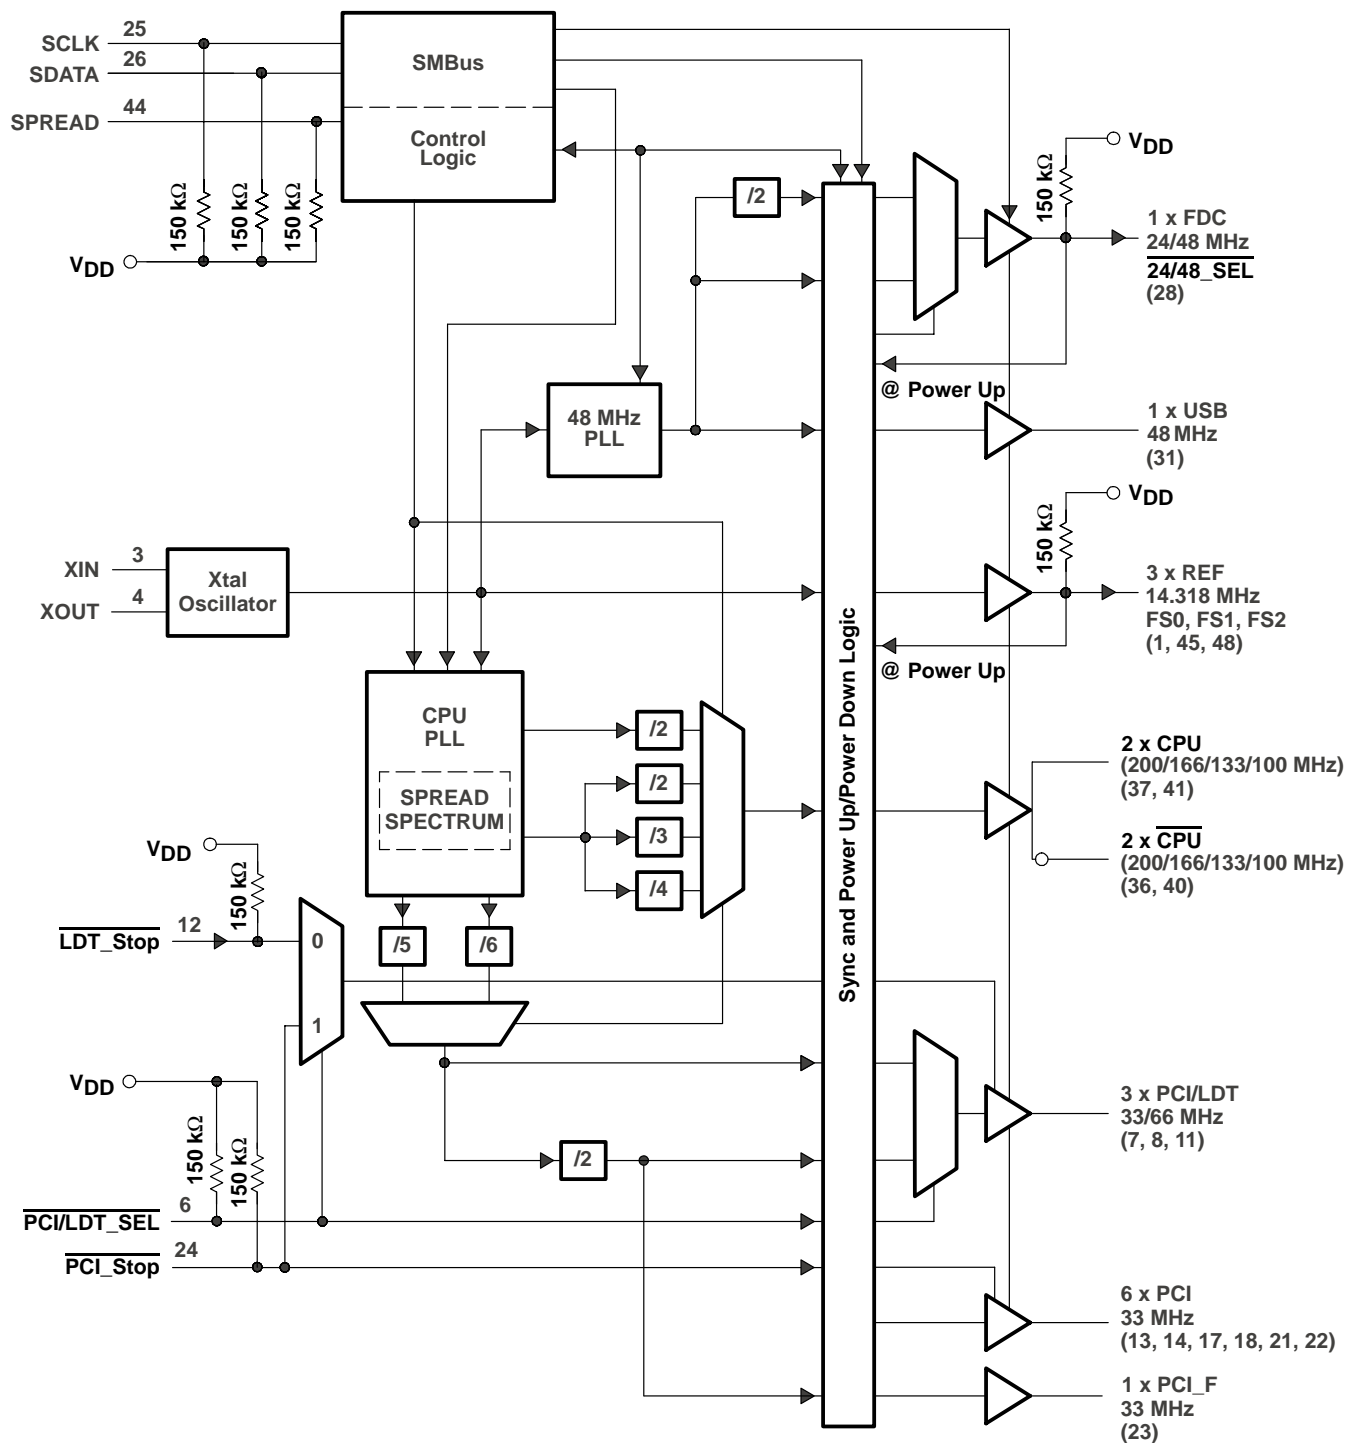 SCLK
25
SDATA
26
SPREAD
44
SMBus
Control
Logic
150 kΩ
150 kΩ
150 kΩ
VDD
/2
VDD
150 kΩ
1 x FDC
24/48 MHz
24/48_SEL
(28)
@ Power Up
48 MHz
PLL
1 x USB
48 MHz
(31)
VDD
150 kΩ
XIN
3
XOUT
4
Xtal
Oscillator
3 x REF
14.318 MHz
FS0, FS1, FS2
(1, 45, 48)
@ Power Up
Sync and Power Up/Power Down Logic
CPU
PLL
SPREAD
SPECTRUM
/2
/2
/3
/4
2 x CPU
(200/166/133/100 MHz)
(37, 41)
2 x CPU
(200/166/133/100 MHz)
(36, 40)
VDD
150 kΩ
LDT_Stop
12
0
1
/5
/6
VDD
150 kΩ
150 kΩ
/2
3 x PCI/LDT
33/66 MHz
(7, 8, 11)
PCI/LDT_SEL
6
PCI_Stop
24
6 x PCI
33 MHz
(13, 14, 17, 18, 21, 22)
1 x PCI_F
33 MHz
(23)